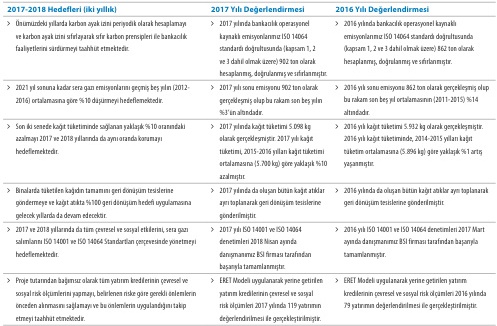 2017-2018 Hedefleri (iki yıllık)
2017 Yılı Değerlendirmesi
2016 Yılı Değerlendirmesi
> Önümüzdeki yıllarda karbon ayak izini periyodik olarak hesaplamayı
ve karbon ayak izini sıfırlayarak sıfır karbon prensipleri ile bankacılık
faaliyetlerini sürdürmeyi taahhüt etmektedir.
> 2017 yılında bankacılık operasyonel
kaynaklı emisyonlarımız ISO 14064
standardı doğrultusunda (kapsam 1, 2
ve 3 dahil olmak üzere) 902 ton olarak
hesaplanmış, doğrulanmış ve sıfırlanmıştır.
> 2016 yılında bankacılık operasyonel kaynaklı
emisyonlarımız ISO 14064 standardı doğrultusunda
(kapsam 1, 2 ve 3 dahil olmak üzere) 862 ton olarak
hesaplanmış, doğrulanmış ve sıfırlanmıştır.
> 2021 yıl sonuna kadar sera gazı emisyonlarını geçmiş beş yılın (2012-
2016) ortalamasına göre %10 düşürmeyi hedeflemektedir.
> 2017 yılı sonu emisyonu 902 ton olarak
gerçekleşmiş olup bu rakam son beş yılın
%3'ün altındadır.
> 2016 yılı sonu emisyonu 862 ton olarak gerçekleşmiş olup
bu rakam son beş yıl ortalamasının (2011-2015) %14
altındadır.
> Son iki senede kağıt tüketiminde sağlanan yaklaşık %10 oranındaki
azalmayı 2017 ve 2018 yıllarında da aynı oranda korumayı
hedeflemektedir.
> 2017 yılında kağıt tüketimi 5.098 kg
olarak gerçekleşmiştir. 2017 yılı kağıt
tüketimi, 2015-2016 yılları kağıt tüketimi
ortalamasına (5.700 kg) göre yaklaşık %10
azalmıştır.
> 2016 yılı kağıt tüketimi 5.932 kg olarak gerçekleşmiştir.
2016 yılı kağıt tüketiminde, 2014-2015 yılları kağıt
tüketim ortalamasına (5.896 kg) göre yaklaşık %1 artış
yaşanmıştır.
> Binalarda tüketilen kağıdın tamamını geri dönüşüm tesislerine
göndermeye ve kağıt atıkta %100 geri dönüşüm hedefi uygulamasına
gelecek yıllarda da devam edecektir.
> 2017 yılında da oluşan bütün kağıt atıklar
ayrı toplanarak geri dönüşüm tesislerine
gönderilmiştir.
> 2016 yılında da oluşan bütün kağıt atıklar ayrı toplanarak
geri dönüşüm tesislerine gönderilmiştir.
> 2017 ve 2018 yıllarında da tüm çevresel ve sosyal etkilerini, sera gazı
salımlarını ISO 14001 ve ISO 14064 Standartları çerçevesinde yönetmeyi
hedeflemektedir.
> 2017 yılı ISO 14001 ve ISO 14064
denetimleri 2018 Nisan ayında
danışmanımız BSI firması tarafından
başarıyla tamamlanmıştır.
> 2016 yılı ISO 14001 ve ISO 14064 denetimleri 2017 Mart
ayında danışmanımız BSI firması tarafından başarıyla
tamamlanmıştır.
> Proje tutarından bağımsız olarak tüm yatırım kredilerinin çevresel ve
sosyal risk ölçümlerini yapmayı, belirlenen riske göre gerekli önlemlerin
önceden alınmasını sağlamayı ve bu önlemlerin uygulandığını takip
etmeyi taahhüt etmektedir.
> ERET Modeli uygulanarak yerine getirilen
yatırım kredilerinin çevresel ve sosyal
risk ölçümleri 2017 yılında 119 yatırımın
değerlendirilmesi ile gerçekleştirilmiştir.
> ERET Modeli uygulanarak yerine getirilen yatırım
kredilerinin çevresel ve sosyal risk ölçümleri 2016 yılında
79 yatırımın değerlendirilmesi ile gerçekleştirilmiştir.